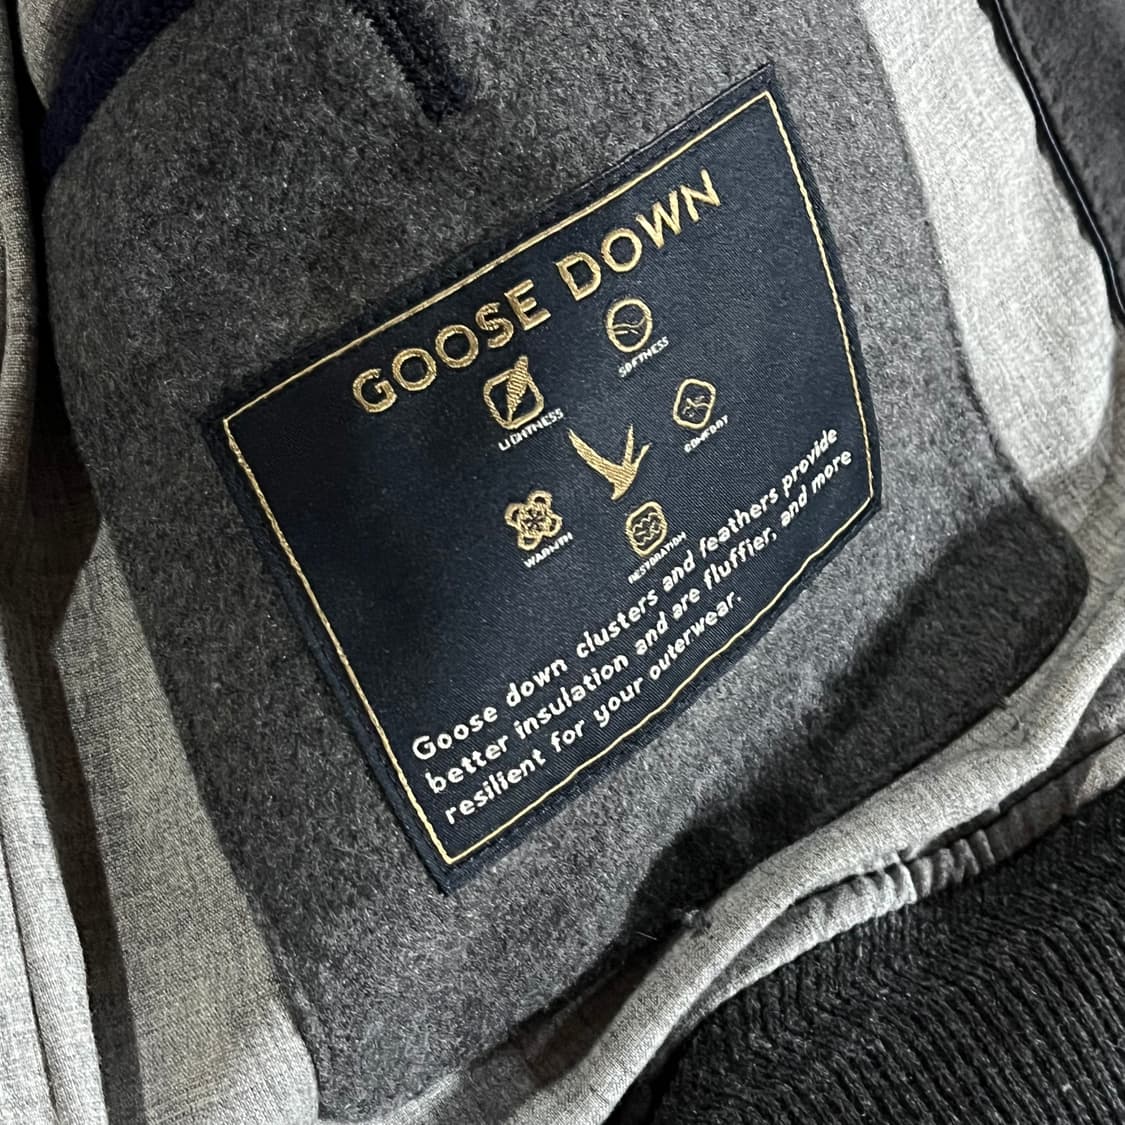 GOOSE DOWN
LIGHTNESS
SOFTNESS
WARMTH
COMFORT
RESTORATION
Goose down clusters and feathers provide
better insulation and are fluffier, and more
resilient for your outerwear.